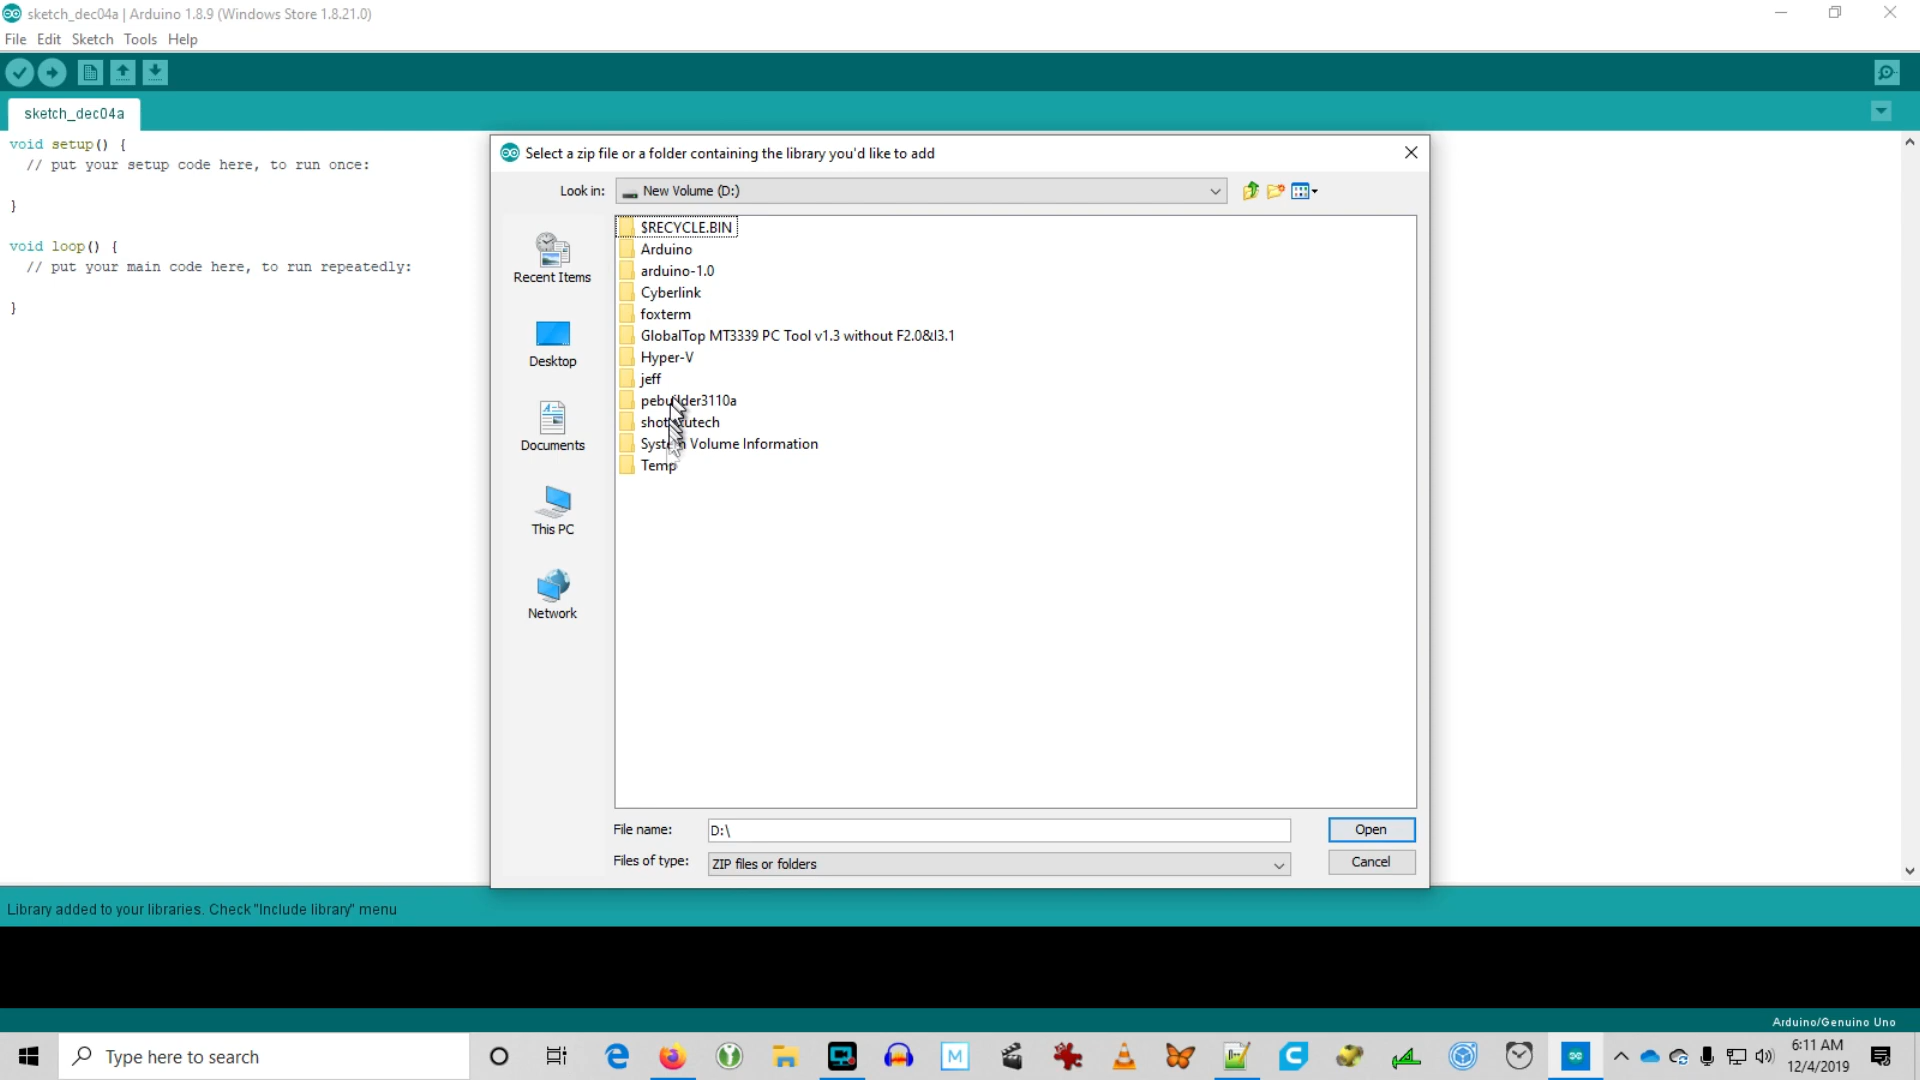 sketch_dec04a | Arduino 1.8.9 (Windows Store 1.8.21.0)
File Edit Sketch Tools Help
sketch_dec04a
void setup() {
// put your setup code here, to run once:
}
void loop() {
// put your main code here, to run repeatedly:
}
Select a zip file or a folder containing the library you'd like to add
Look in: New Volume (D:)
Recent Items
Desktop
Documents
This PC
Network
$RECYCLE.BIN
Arduino
arduino-1.0
Cyberlink
foxterm
GlobalTop MT3339 PC Tool v1.3 without F2.0&I3.1
Hyper-V
jeff
pebuilder3110a
System Volume Information
Temp
File name: D:\
Open
Files of type: ZIP files or folders
Cancel
Library added to your libraries. Check "Include library" menu
Arduino/Genuino Uno
Type here to search
M
6:11 AM
12/4/2019